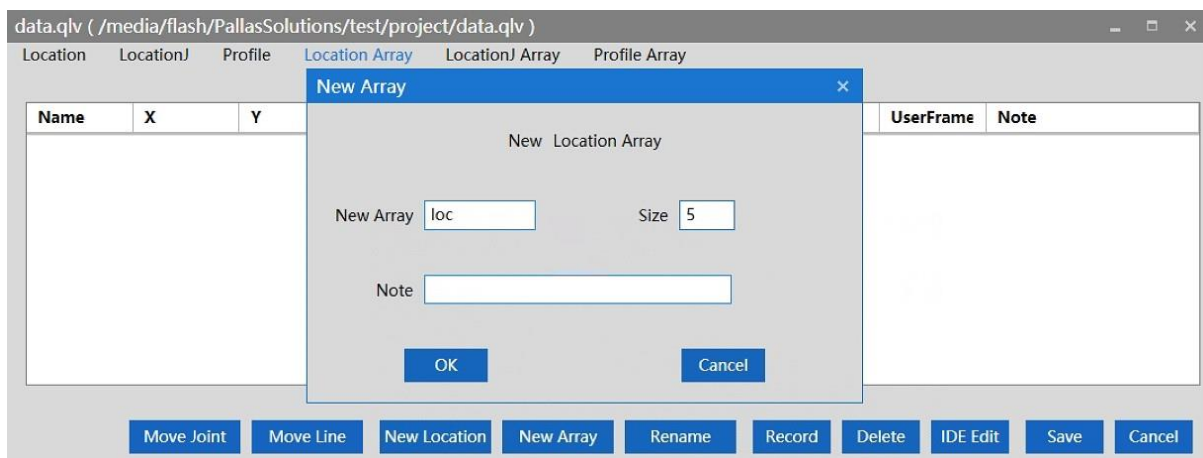 data.qlv ( /media/flash/PallasSolutions/test/project/data.qlv )
Location LocationJ Profile Location Array LocationJ Array Profile Array
New Array
Name X Y UserFrame Note
New Location Array
New Array loc Size 5
Note
OK Cancel
Move Joint Move Line New Location New Array Rename Record Delete IDE Edit Save Cancel